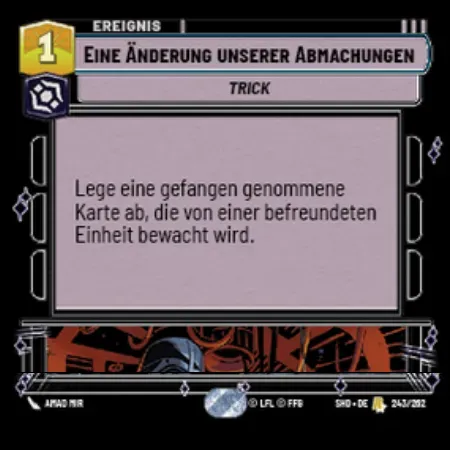 EREIGNIS
1
EINE ÄNDERUNG UNSERER ABMACHUNGEN
TRICK
Lege eine gefangen genommene
Karte ab, die von einer befreundeten
Einheit bewacht wird.
AMAD MIR
© LFL © FFG
SHD • DE
243/262